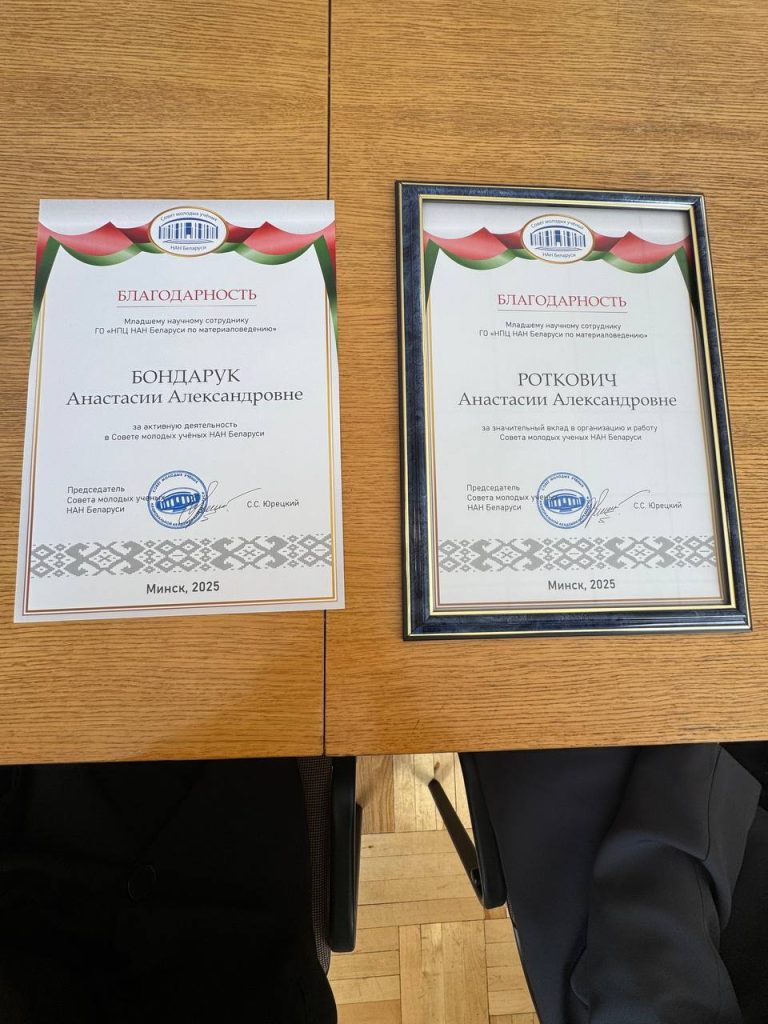 Совет молодых учёных
НАН Беларуси
БЛАГОДАРНОСТЬ
Младшему научному сотруднику
ГО «НПЦ НАН Беларуси по материаловедению»
БОНДАРУК
Анастасии Александровне
за активную деятельность
в Совете молодых учёных НАН Беларуси
Председатель
Совета молодых учёных
НАН Беларуси
С.С. Юрецкий
Минск, 2025
Совет молодых учёных
НАН Беларуси
БЛАГОДАРНОСТЬ
Младшему научному сотруднику
ГО «НПЦ НАН Беларуси по материаловедению»
РОТКОВИЧ
Анастасии Александровне
за значительный вклад в организацию и работу
Совета молодых учёных НАН Беларуси
Председатель
Совета молодых учёных
НАН Беларуси
С.С. Юрецкий
Минск, 2025